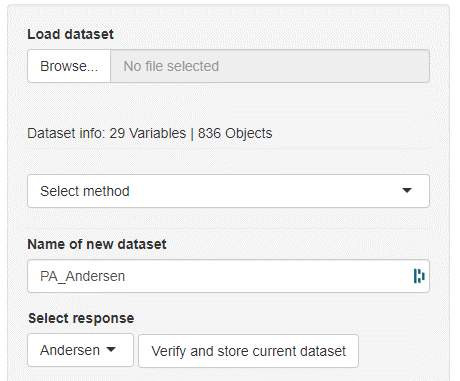 Load dataset
Browse... No file selected
Dataset info: 29 Variables | 836 Objects
Select method
Name of new dataset
PA_Andersen
Select response
Andersen Verify and store current dataset